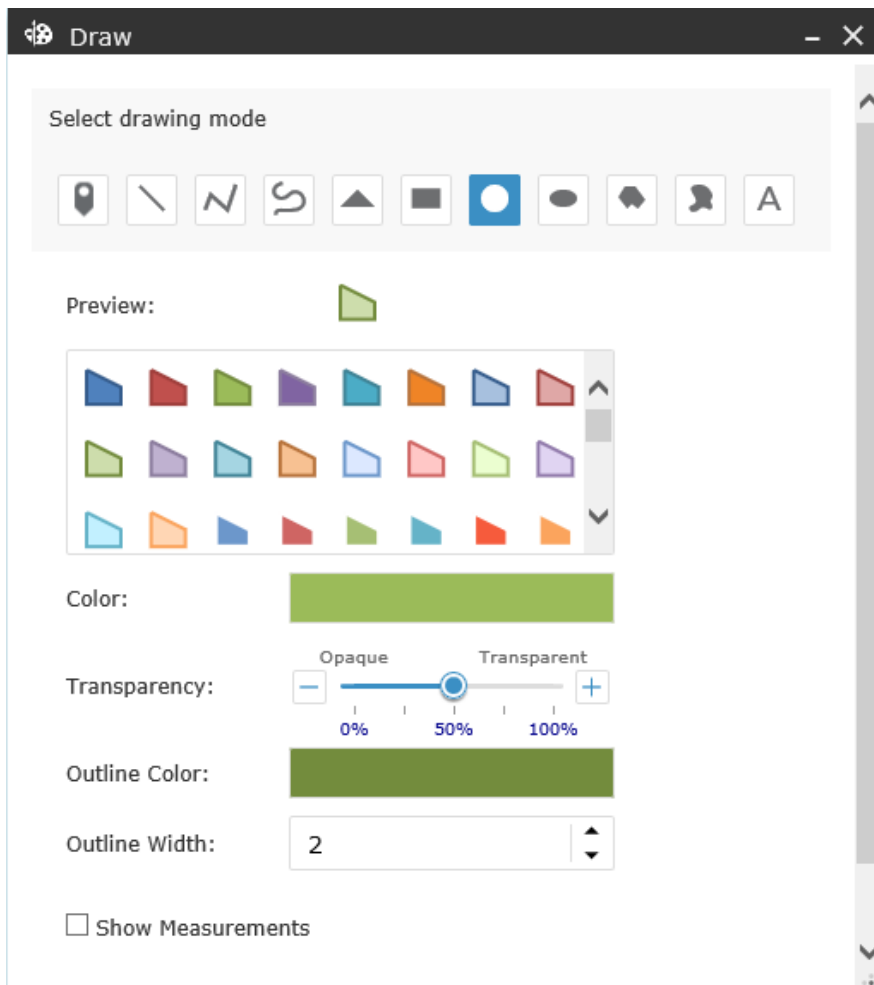 Draw
Select drawing mode
A
Preview:
Color:
Opaque Transparent
Transparency:
0% 50% 100%
Outline Color:
Outline Width: 2
Show Measurements